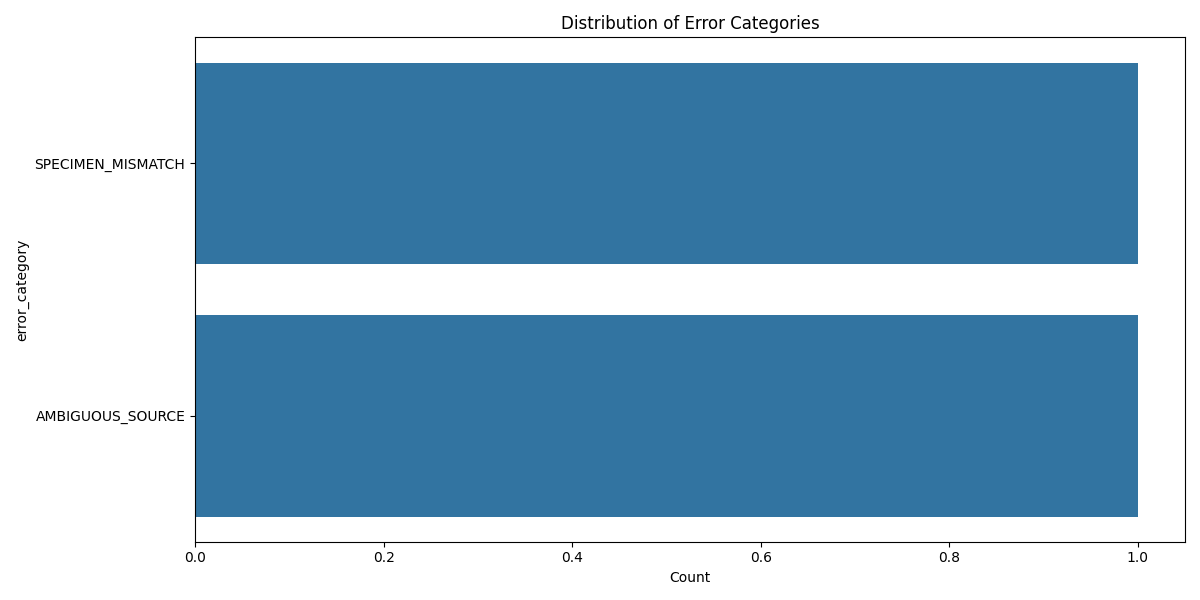 Distribution of Error Categories
error_category
SPECIMEN_MISMATCH
AMBIGUOUS_SOURCE
0.0 0.2 0.4 0.6 0.8 1.0
Count